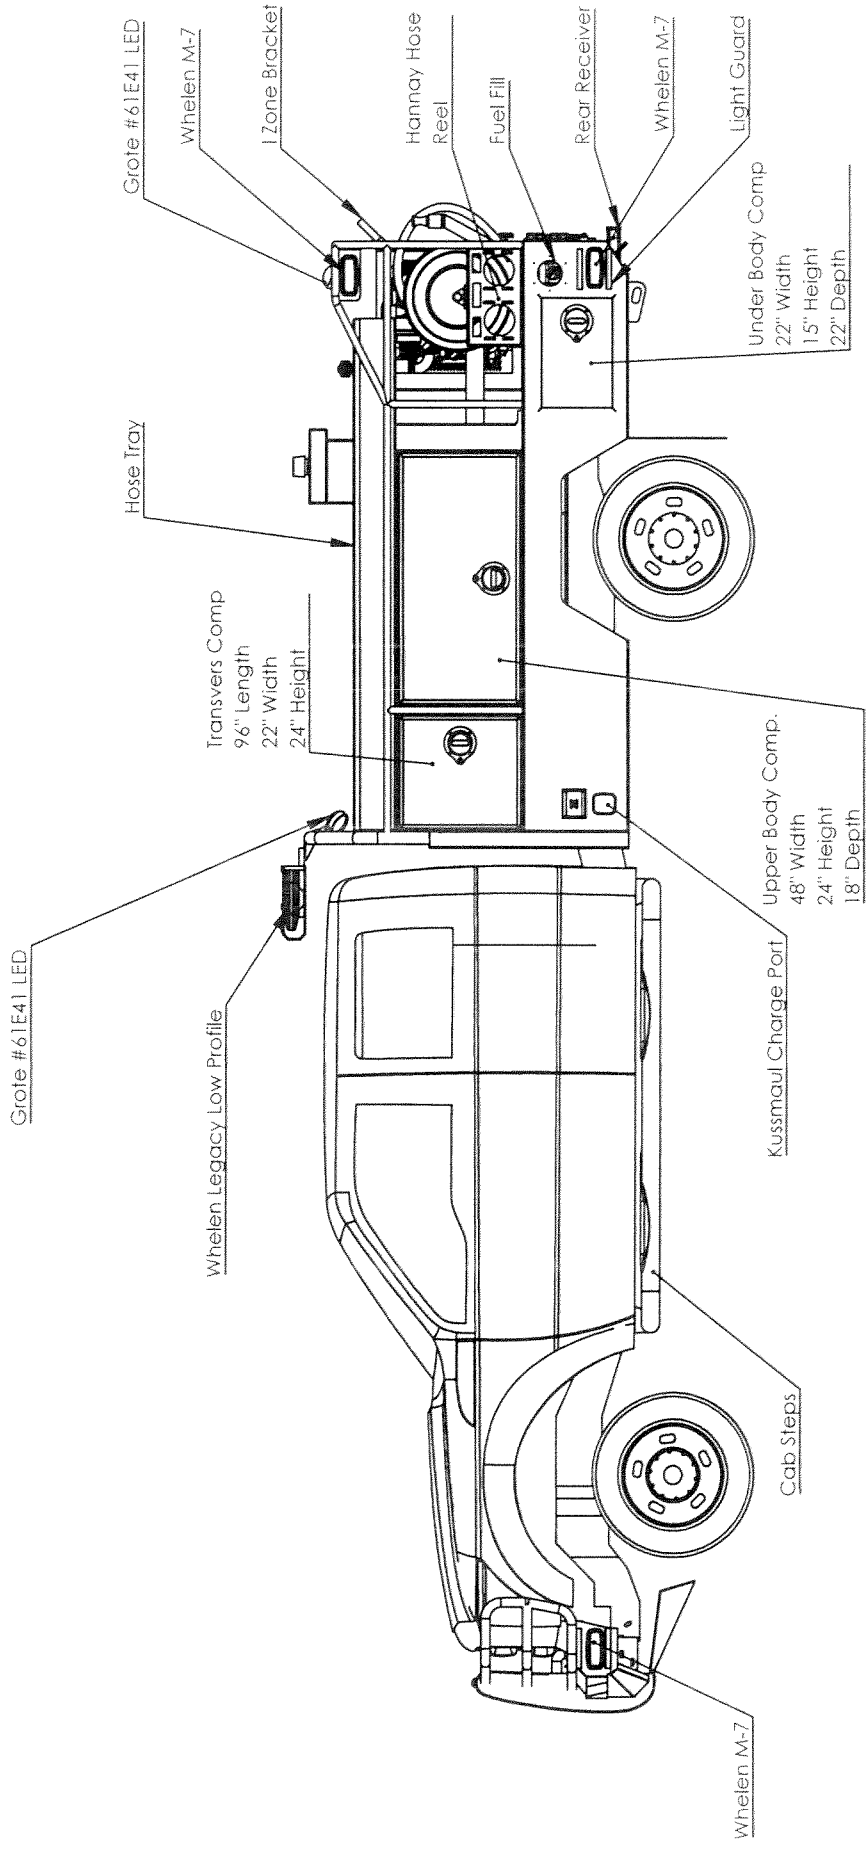 Grote #61E41 LED
Whelen Legacy Low Profile
Transvers Comp
96" Length
22" Width
24" Height
Hose Tray
Grote #61E41 LED
Whelen M-7
IZone Bracket
Hannay Hose
Reel
Fuel Fill
Rear Receiver
Whelen M-7
Light Guard
Under Body Comp
22" Width
15" Height
22" Depth
Upper Body Comp.
48" Width
24" Height
18" Depth
Kussmaul Charge Port
Cab Steps
Whelen M-7